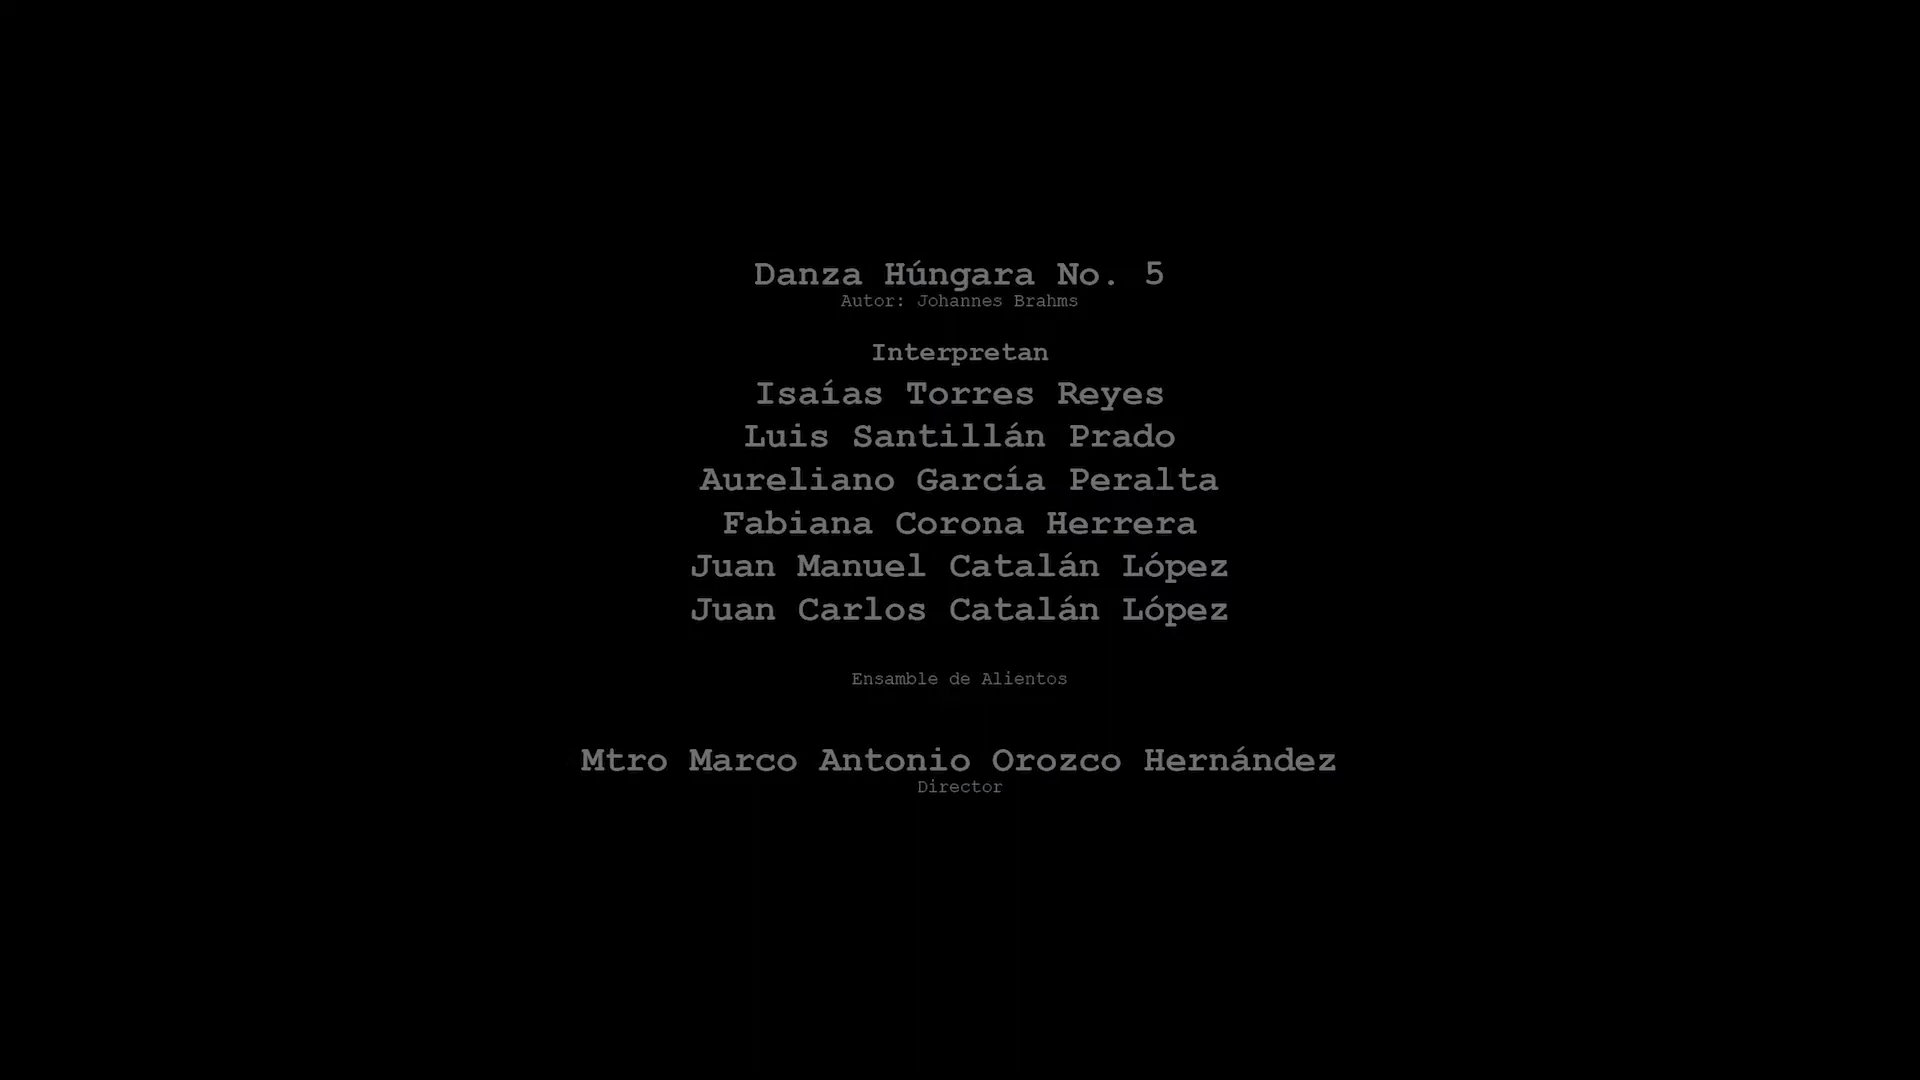 Danza Húngara No. 5
Autor: Johannes Brahms
Interpretan
Isaías Torres Reyes
Luis Santillán Prado
Aureliano García Peralta
Fabiana Corona Herrera
Juan Manuel Catalán López
Juan Carlos Catalán López
Ensamble de Alientos
Mtro Marco Antonio Orozco Hernández
Director